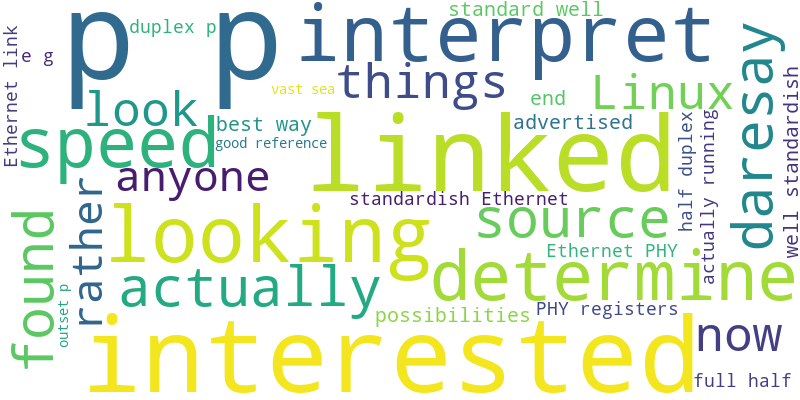 p p
interpret
standard well
duplex p
Ethernet link
e g
vast sea
things
look
end
Linux
speed
best way
good reference
linked
advertised
daresay
well standardish
half duplex
actually running
anyone
standardish Ethernet
rather
looking
source
found
outset p
Ethernet PHY
actually
determine
possibilities
PHY registers
interested
now
full half